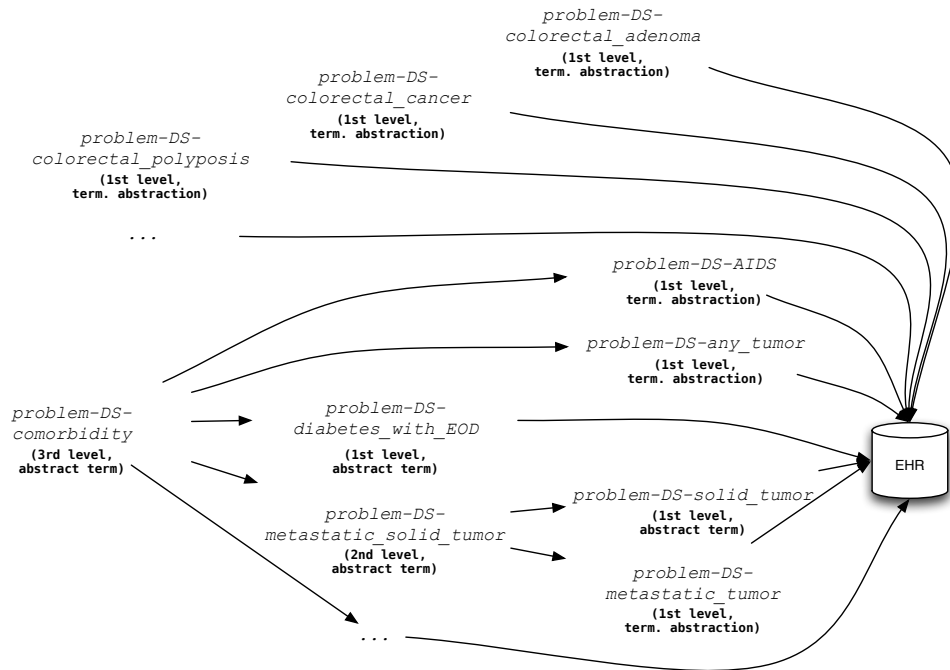 problem-DS-
colorectal_adenoma
(1st level,
term. abstraction)
problem-DS-
colorectal_cancer
(1st level,
term. abstraction)
problem-DS-
colorectal_polyposis
(1st level,
term. abstraction)
...
problem-DS-AIDS
(1st level,
term. abstraction)
problem-DS-any_tumor
(1st level,
term. abstraction)
problem-DS-
comorbidity
(3rd level,
abstract term)
problem-DS-
diabetes_with_EOD
(1st level,
abstract term)
EHR
problem-DS-
metastatic_solid_tumor
(2nd level,
abstract term)
problem-DS-solid_tumor
(1st level,
abstract term)
problem-DS-
metastatic_tumor
(1st level,
term. abstraction)
...